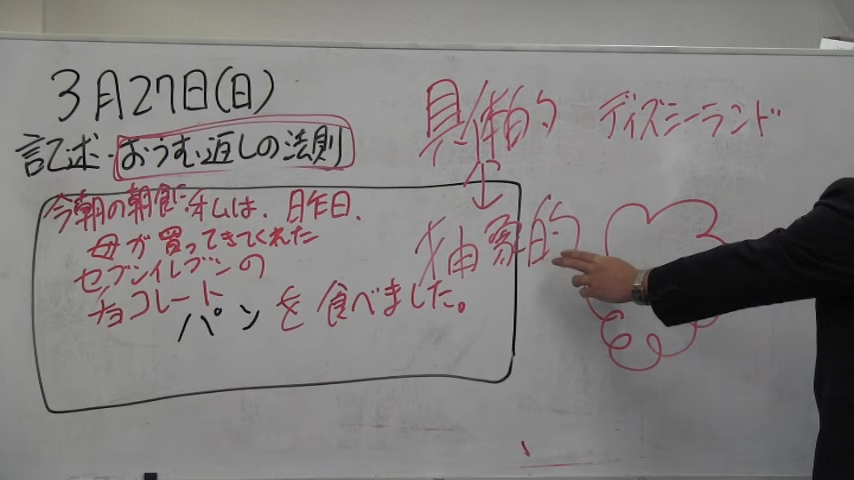 3月27日(日)
記述・おうむ返しの法則
今朝の朝食に、私は、昨日、
母が買ってきてくれた
セブンイレブンの
チョコレート
パンを食べました。
具体的
↕
抽象的
ディズニーランド